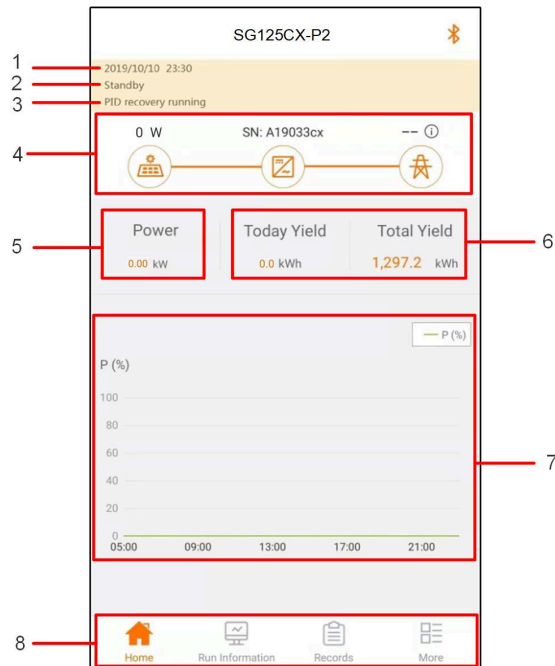 SG125CX-P2
1
2019/10/10 23:30
2
Standby
3
PID recovery running
4
0 W SN: A19033cx --
5
Power Today Yield Total Yield
6
0.00 kW 0.0 kWh 1,297.2 kWh
P (%)
P (%)
100
80
60
7
40
20
0
05:00 09:00 13:00 17:00 21:00
8
Home Run Information Records More